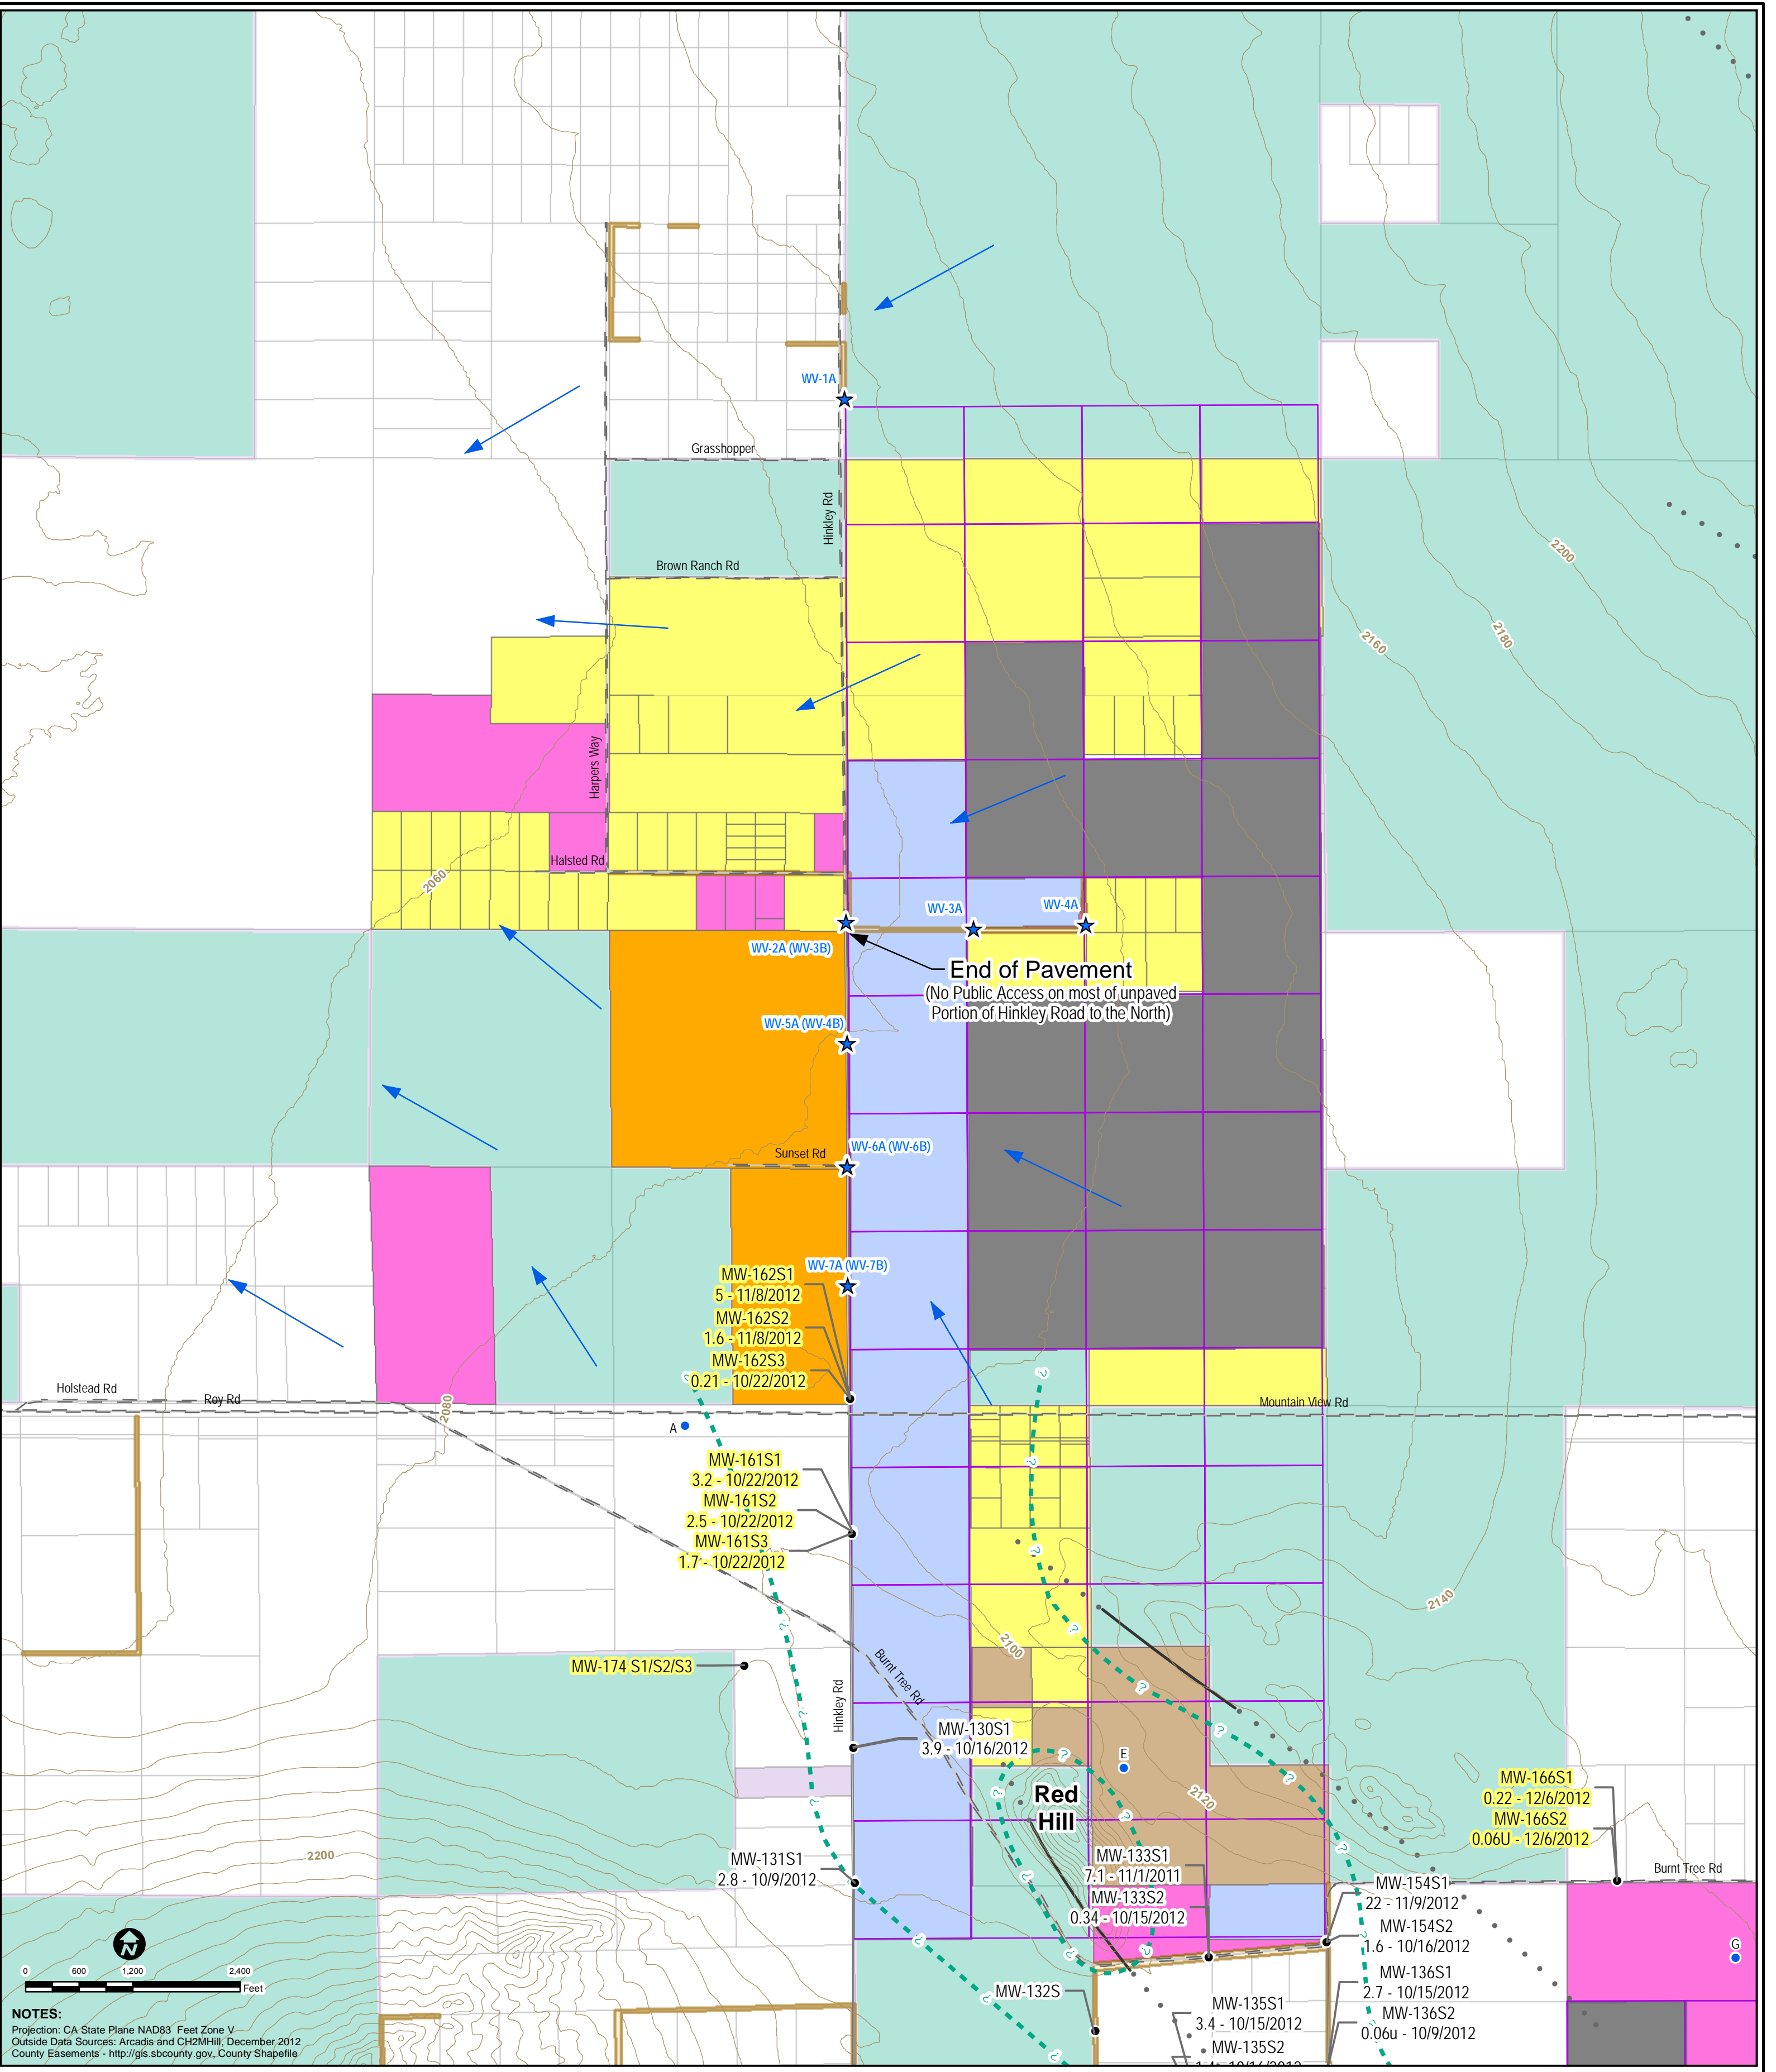 WV-1A
Grasshopper
Hinkley Rd
Brown Ranch Rd
2200
2180
2160
Harpers Way
Halsted Rd
2060
WV-3A
WV-4A
WV-2A (WV-3B)
End of Pavement
(No Public Access on most of unpaved
Portion of Hinkley Road to the North)
WV-5A (WV-4B)
Sunset Rd
WV-6A (WV-6B)
WV-7A (WV-7B)
MW-162S1
5 - 11/8/2012
MW-162S2
1.6 - 11/8/2012
MW-162S3
0.21 - 10/22/2012
Holstead Rd
Roy Rd
2080
Mountain View Rd
A
MW-161S1
3.2 - 10/22/2012
MW-161S2
2.5 - 10/22/2012
MW-161S3
1.7 - 10/22/2012
2140
2100
MW-174 S1/S2/S3
Burnt Tree Rd
Hinkley Rd
MW-130S1
3.9 - 10/16/2012
E
Red
Hill
2120
MW-166S1
0.22 - 12/6/2012
MW-166S2
0.06U - 12/6/2012
2200
MW-131S1
2.8 - 10/9/2012
MW-133S1
7.1 - 11/1/2011
MW-133S2
0.34 - 10/15/2012
Burnt Tree Rd
MW-154S1
22 - 11/9/2012
MW-154S2
1.6 - 10/16/2012
G
MW-136S1
2.7 - 10/15/2012
MW-136S2
0.06u - 10/9/2012
MW-132S
MW-135S1
3.4 - 10/15/2012
MW-135S2
N
0 600 1,200 2,400
Feet
NOTES:
Projection: CA State Plane NAD83 Feet Zone V
Outside Data Sources: Arcadis and CH2MHill, December 2012
County Easements - http://gis.sbcounty.gov, County Shapefile